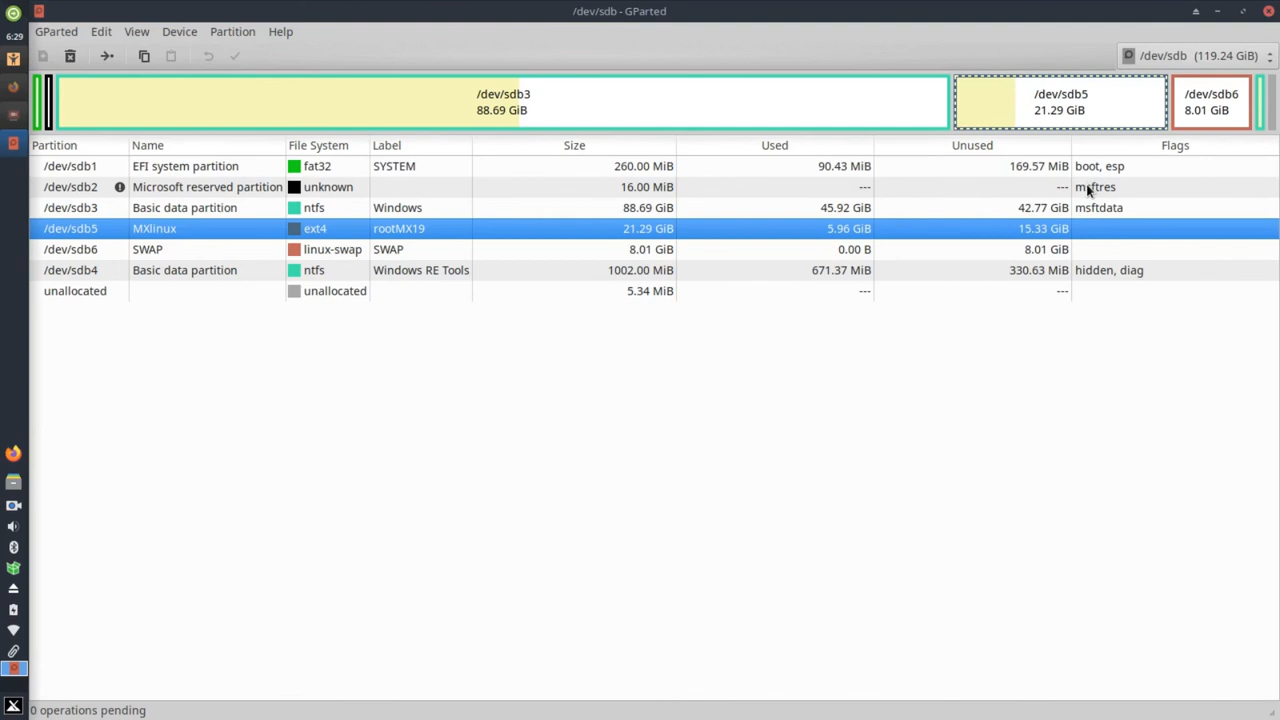 /dev/sdb - GParted
6:29
GParted Edit View Partition Device Help
/dev/sdb (119.24 GiB)
/dev/sdb3
88.69 GiB
/dev/sdb5
21.29 GiB
/dev/sdb6
8.01 GiB
Partition Name File System Label Size Used Unused Flags
/dev/sdb1 EFI system partition fat32 SYSTEM 260.00 MiB 90.43 MiB 169.57 MiB boot, esp
/dev/sdb2 Microsoft reserved partition unknown 16.00 MiB --- --- msftres
/dev/sdb3 Basic data partition ntfs Windows 88.69 GiB 45.92 GiB 42.77 GiB msftdata
/dev/sdb5 MXlinux ext4 rootMX19 21.29 GiB 5.96 GiB 15.33 GiB
/dev/sdb6 SWAP linux-swap SWAP 8.01 GiB 0.00 B 8.01 GiB
/dev/sdb4 Basic data partition ntfs Windows RE Tools 1002.00 MiB 671.37 MiB 330.63 MiB hidden, diag
unallocated unallocated 5.34 MiB --- ---
0 operations pending